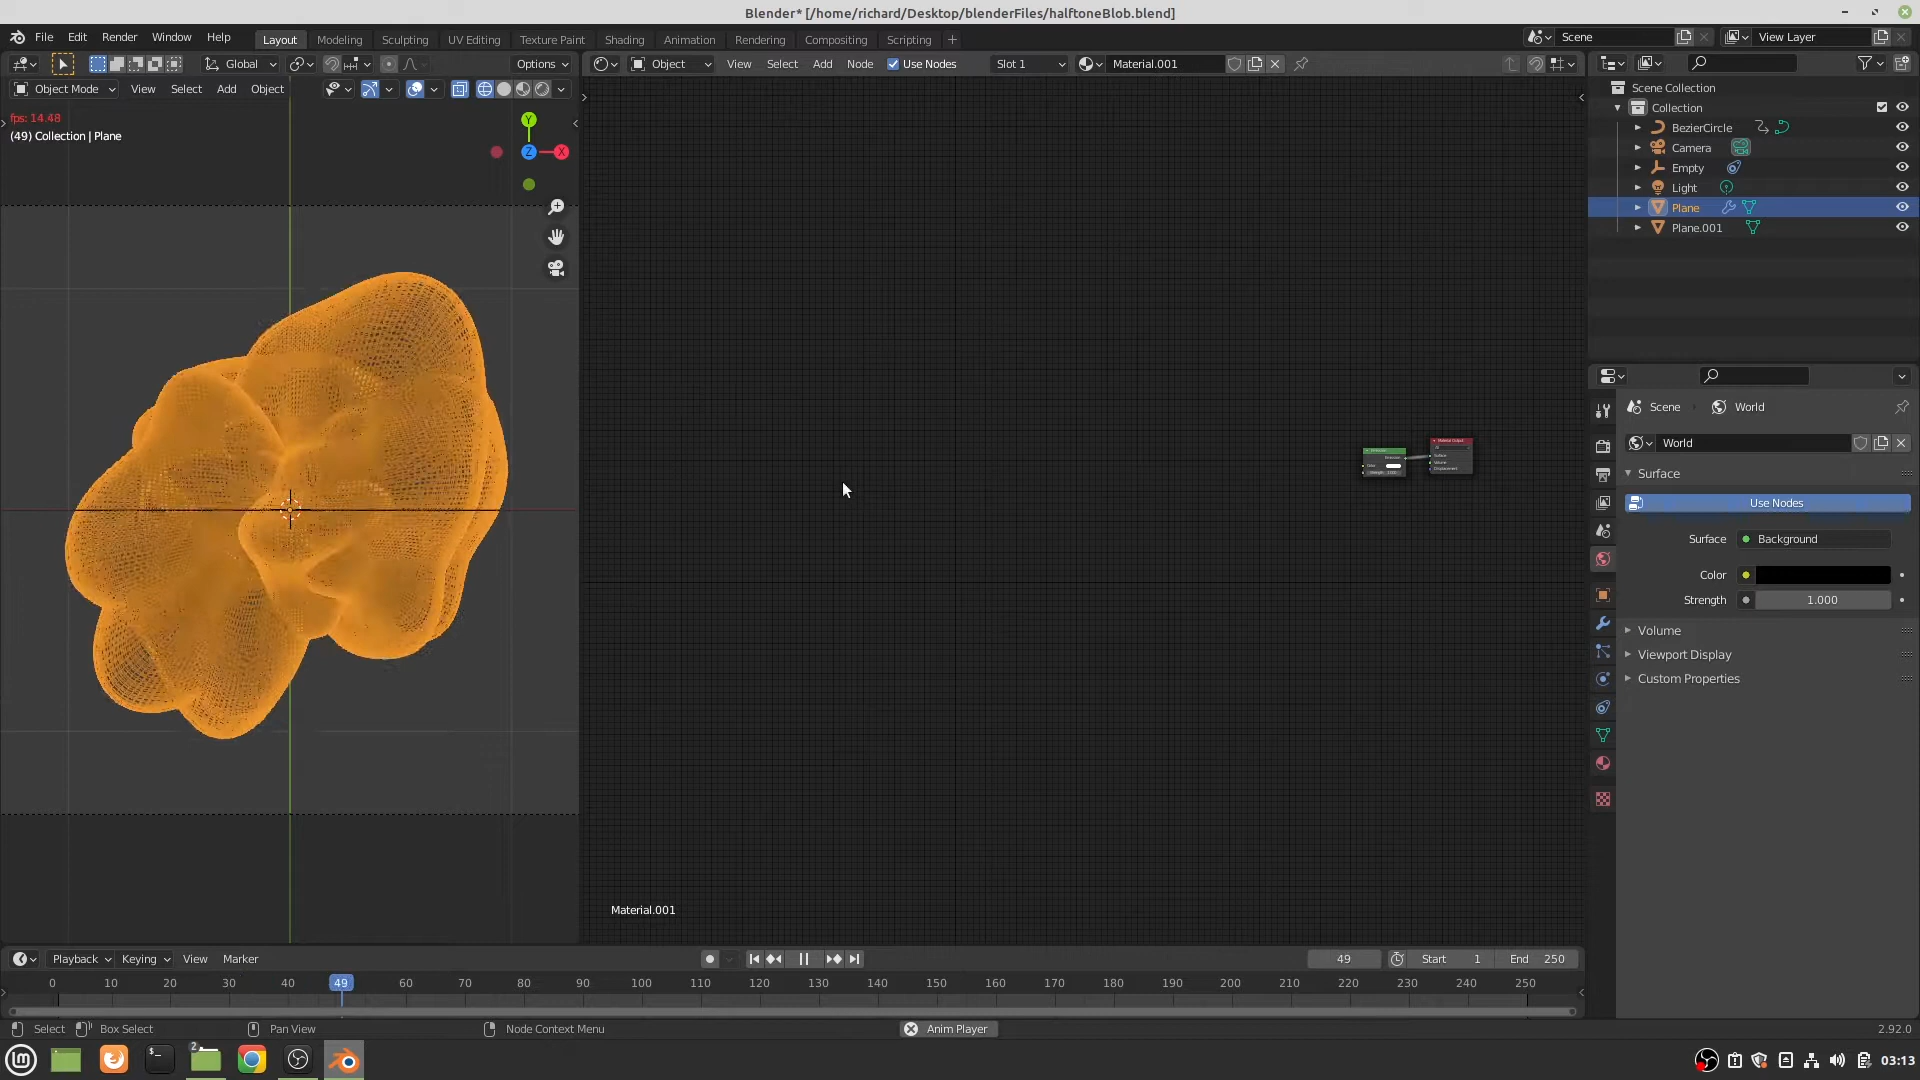 Blender* [/home/richard/Desktop/blenderFiles/halftoneBlob.blend]
File Edit Render Window Help Layout Modeling Sculpting UV Editing Texture Paint Shading Animation Rendering Compositing Scripting + Scene View Layer
Global Options Object View Select Add Node Use Nodes Slot 1 Material.001
Object Mode View Select Add Object
fps: 14.48
(49) Collection | Plane
Y
Z X
Material Output
Material.001
Scene Collection
Collection
BezierCircle
Camera
Empty
Light
Plane
Plane.001
Scene World
World
Surface
Use Nodes
Surface Background
Color
Strength 1.000
Volume
Viewport Display
Custom Properties
Playback Keying View Marker 49 Start 1 End 250
0 10 20 30 40 49 60 70 80 90 100 110 120 130 140 150 160 170 180 190 200 210 220 230 240 250
Select Box Select Pan View Node Context Menu Anim Player 2.92.0
2 03:13